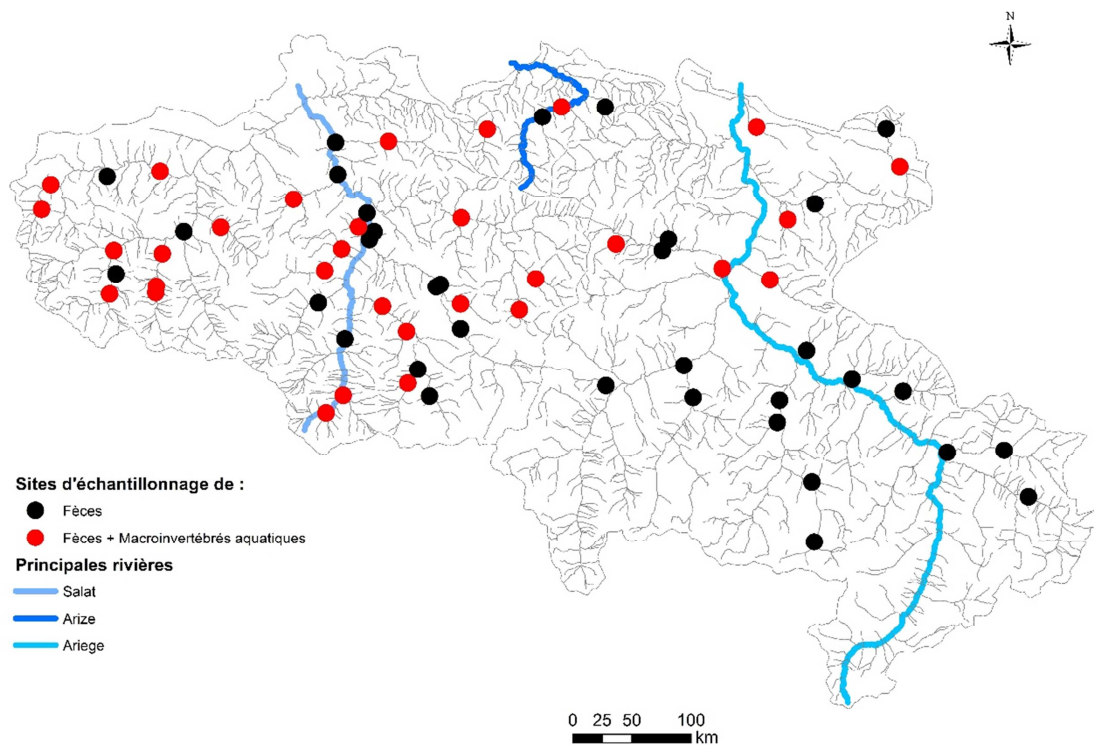 N
Sites d'échantillonnage de :
Fèces
Fèces + Macroinvertébrés aquatiques
Principales rivières
Salat
Arize
Ariege
0 25 50 100
km